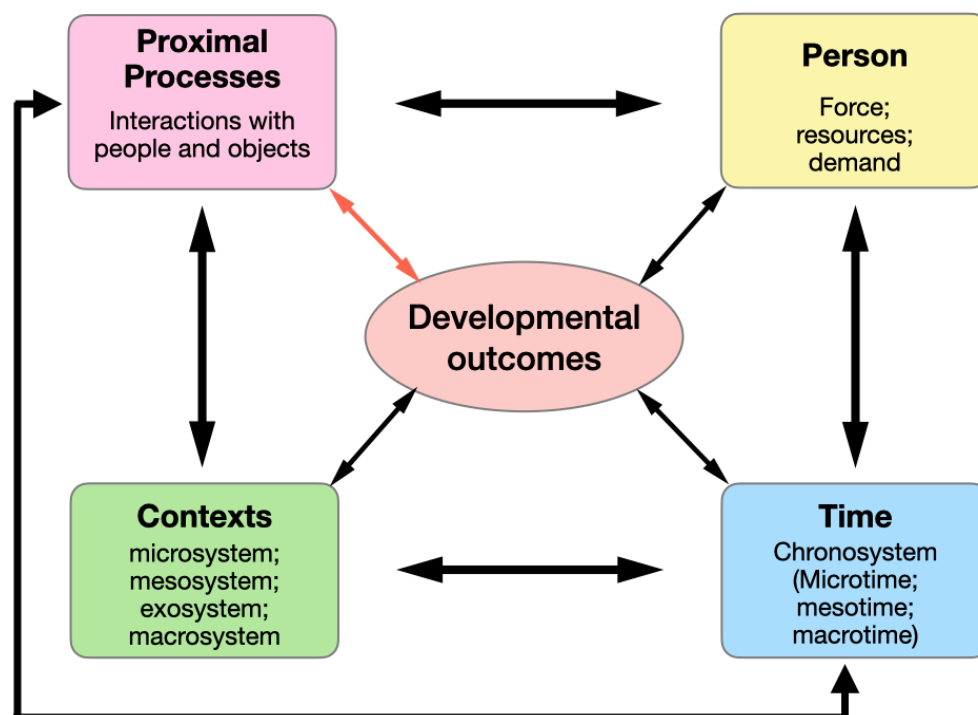 Proximal
Processes
Interactions with
people and objects
Person
Force;
resources;
demand
Developmental
outcomes
Contexts
microsystem;
mesosystem;
exosystem;
macrosystem
Time
Chronosystem
(Microtime;
mesotime;
macrotime)